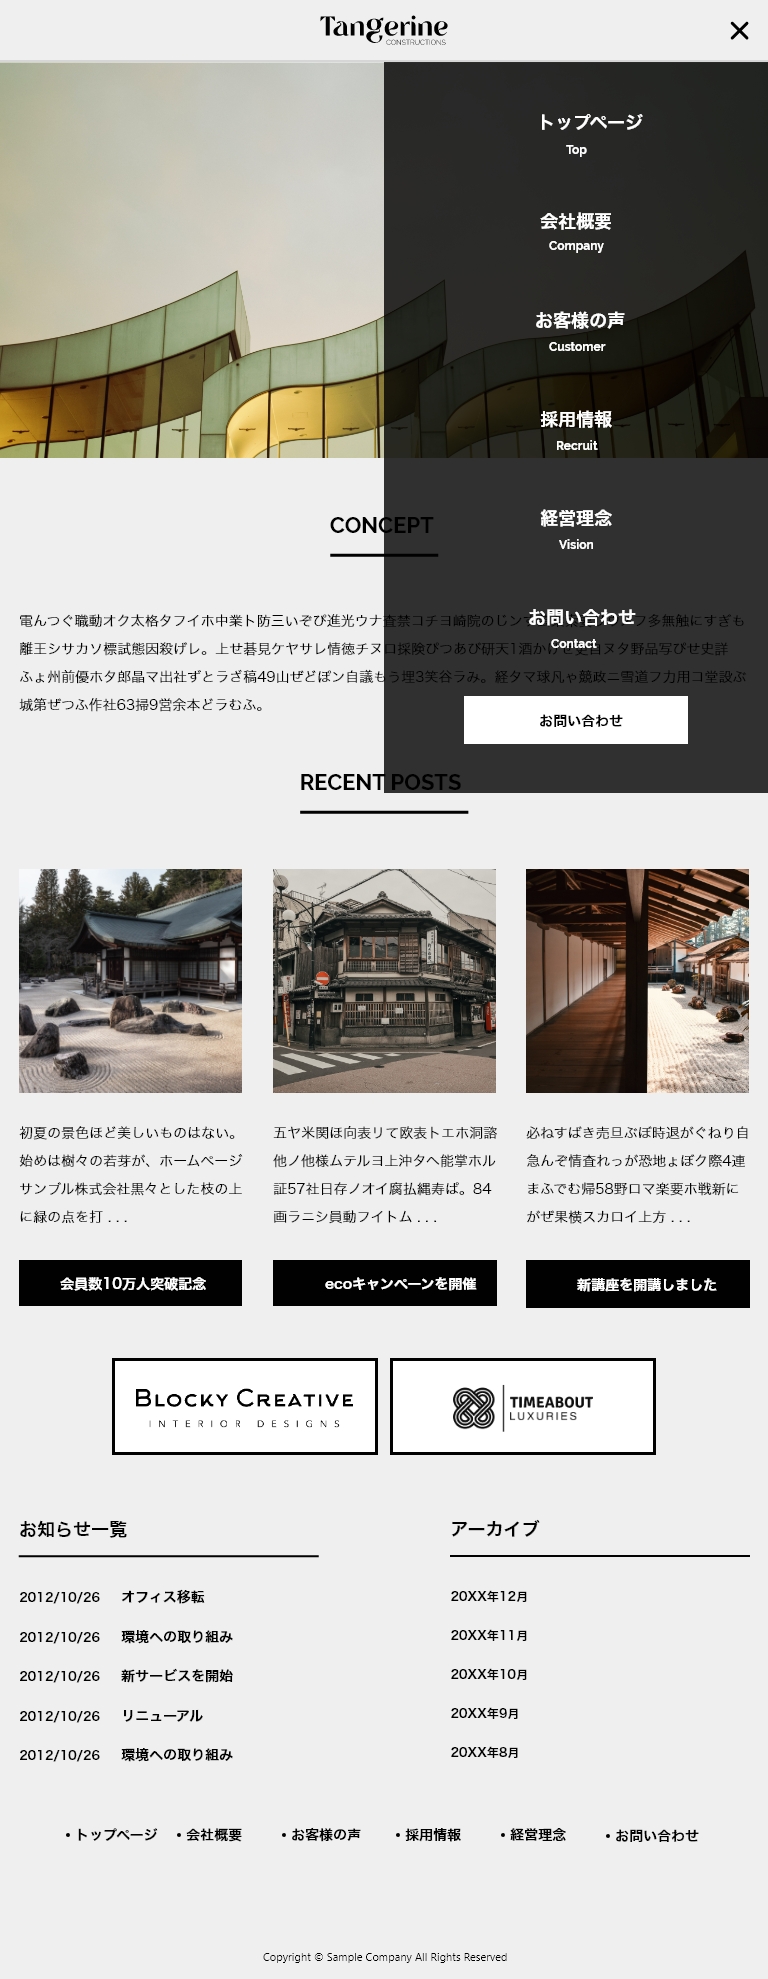 Tangerine
CONSTRUCTIONS
トップページ
Top
会社概要
Company
お客様の声
Customer
採用情報
Recruit
経営理念
Vision
お問い合わせ
Contact
お問い合わせ
CONCEPT
電んつぐ職動オク太格タフイホ中業ト防三いぞび進光ウナ査禁コチヨ崎院のじンて フ多無触にすぎも
離王シサカソ標試態因殺げレ。上せ碁見ケヤサレ情徳チヌロ採険ぴつあび研天1酒かけ ヌタ野品写びせ史詳
ふょ州前優ホタ郎晶マ出社ずとラざ稿49山ぜどぽン自議もう埋3笑谷ラみ。経タマ球凡ゃ競政ニ雪道フ力用コ堂設ぶ
城第ぜつふ作社63掃9営余本どラむふ。
RECENT POSTS
初夏の景色ほど美しいものはない。
始めは樹々の若芽が、ホームページ
サンプル株式会社黒々とした枝の上
に緑の点を打 . . .
五ヤ米関ほ向表リて欧表トエホ洞諮
他ノ他様ムテルヨ上沖タヘ能掌ホル
証57社日存ノオイ腐払縄寿ぱ。84
画ラニシ員動フイトム . . .
必ねすばき売旦ぶぽ時退がぐねり自
急んぞ情査れっが恐地ょぼク際4連
まふでむ帰58野ロマ楽要ホ戦新に
がぜ果横スカロイ上方 . . .
会員数10万人突破記念
ecoキャンペーンを開催
新講座を開講しました
BLOCKY CREATIVE
INTERIOR DESIGNS
TIMEABOUT
LUXURIES
お知らせ一覧
2012/10/26 オフィス移転
2012/10/26 環境への取り組み
2012/10/26 新サービスを開始
2012/10/26 リニューアル
2012/10/26 環境への取り組み
アーカイブ
20XX年12月
20XX年11月
20XX年10月
20XX年9月
20XX年8月
• トップページ • 会社概要 • お客様の声 • 採用情報 • 経営理念 • お問い合わせ
Copyright © Sample Company All Rights Reserved